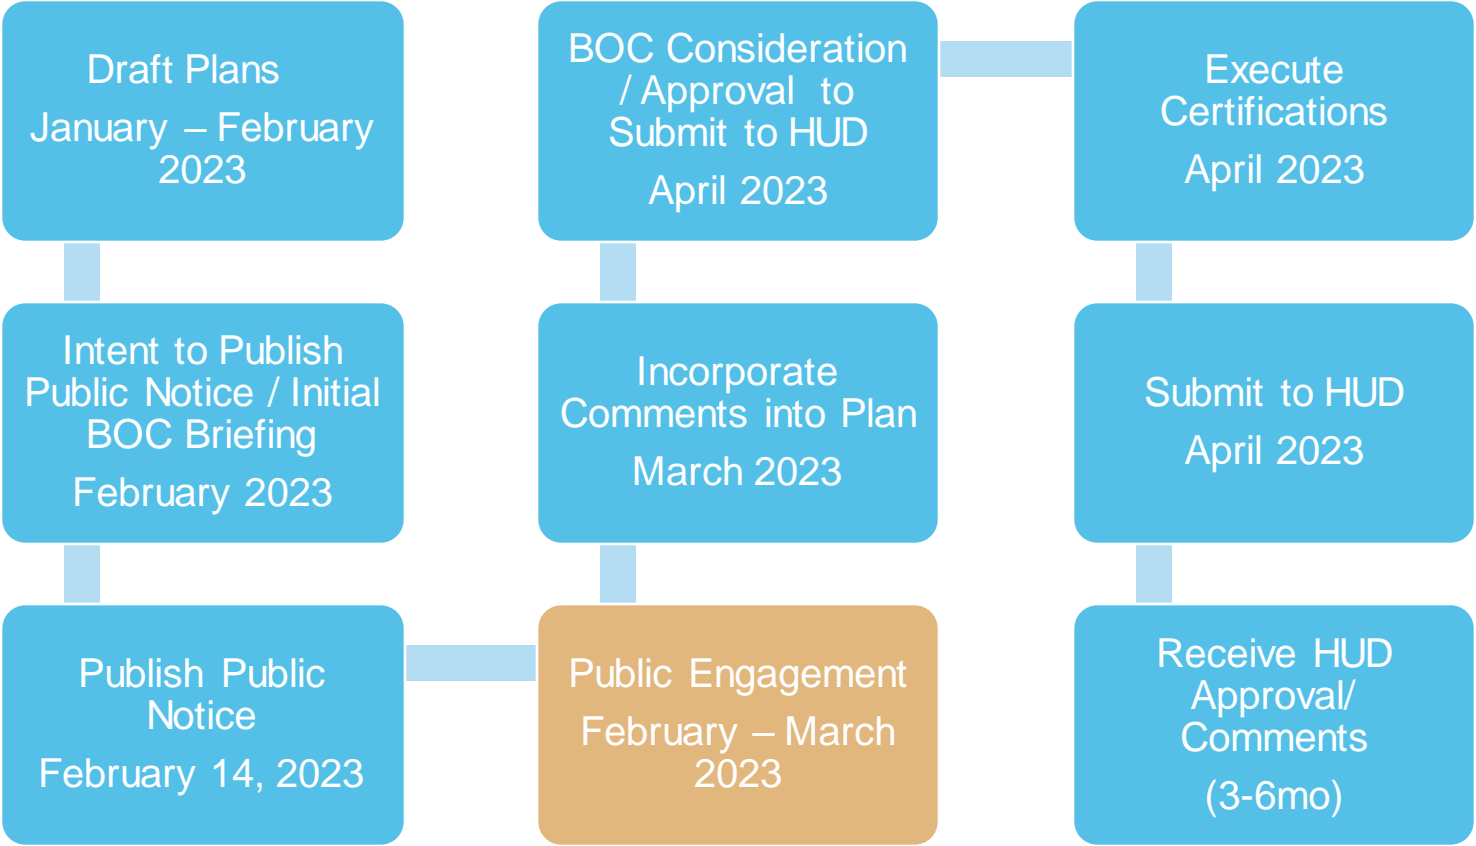 Draft Plans
January – February
2023
Intent to Publish
Public Notice / Initial
BOC Briefing
February 2023
Publish Public
Notice
February 14, 2023
Public Engagement
February – March
2023
Incorporate
Comments into Plan
March 2023
BOC Consideration
/ Approval to
Submit to HUD
April 2023
Execute
Certifications
April 2023
Submit to HUD
April 2023
Receive HUD
Approval/
Comments
(3-6mo)